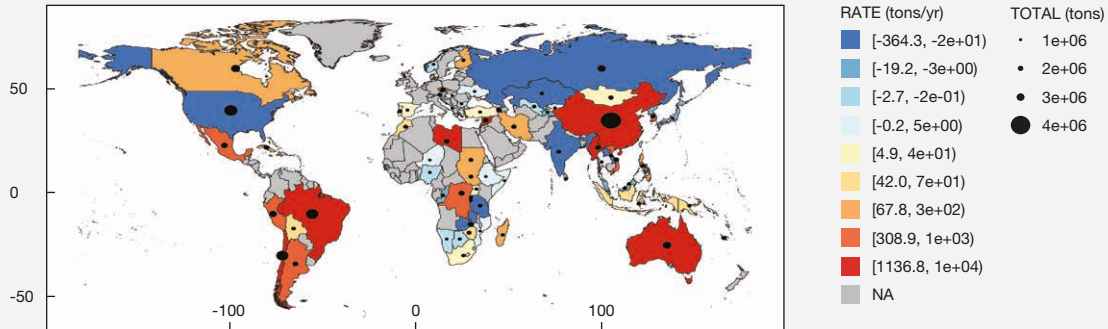 RATE (tons/yr)
[-364.3, -2e+01)
[-19.2, -3e+00)
[-2.7, -2e-01)
[-0.2, 5e+00)
[4.9, 4e+01)
[42.0, 7e+01)
[67.8, 3e+02)
[308.9, 1e+03)
[1136.8, 1e+04)
NA
TOTAL (tons)
1e+06
2e+06
3e+06
4e+06
50
0
-50
-100
0
100